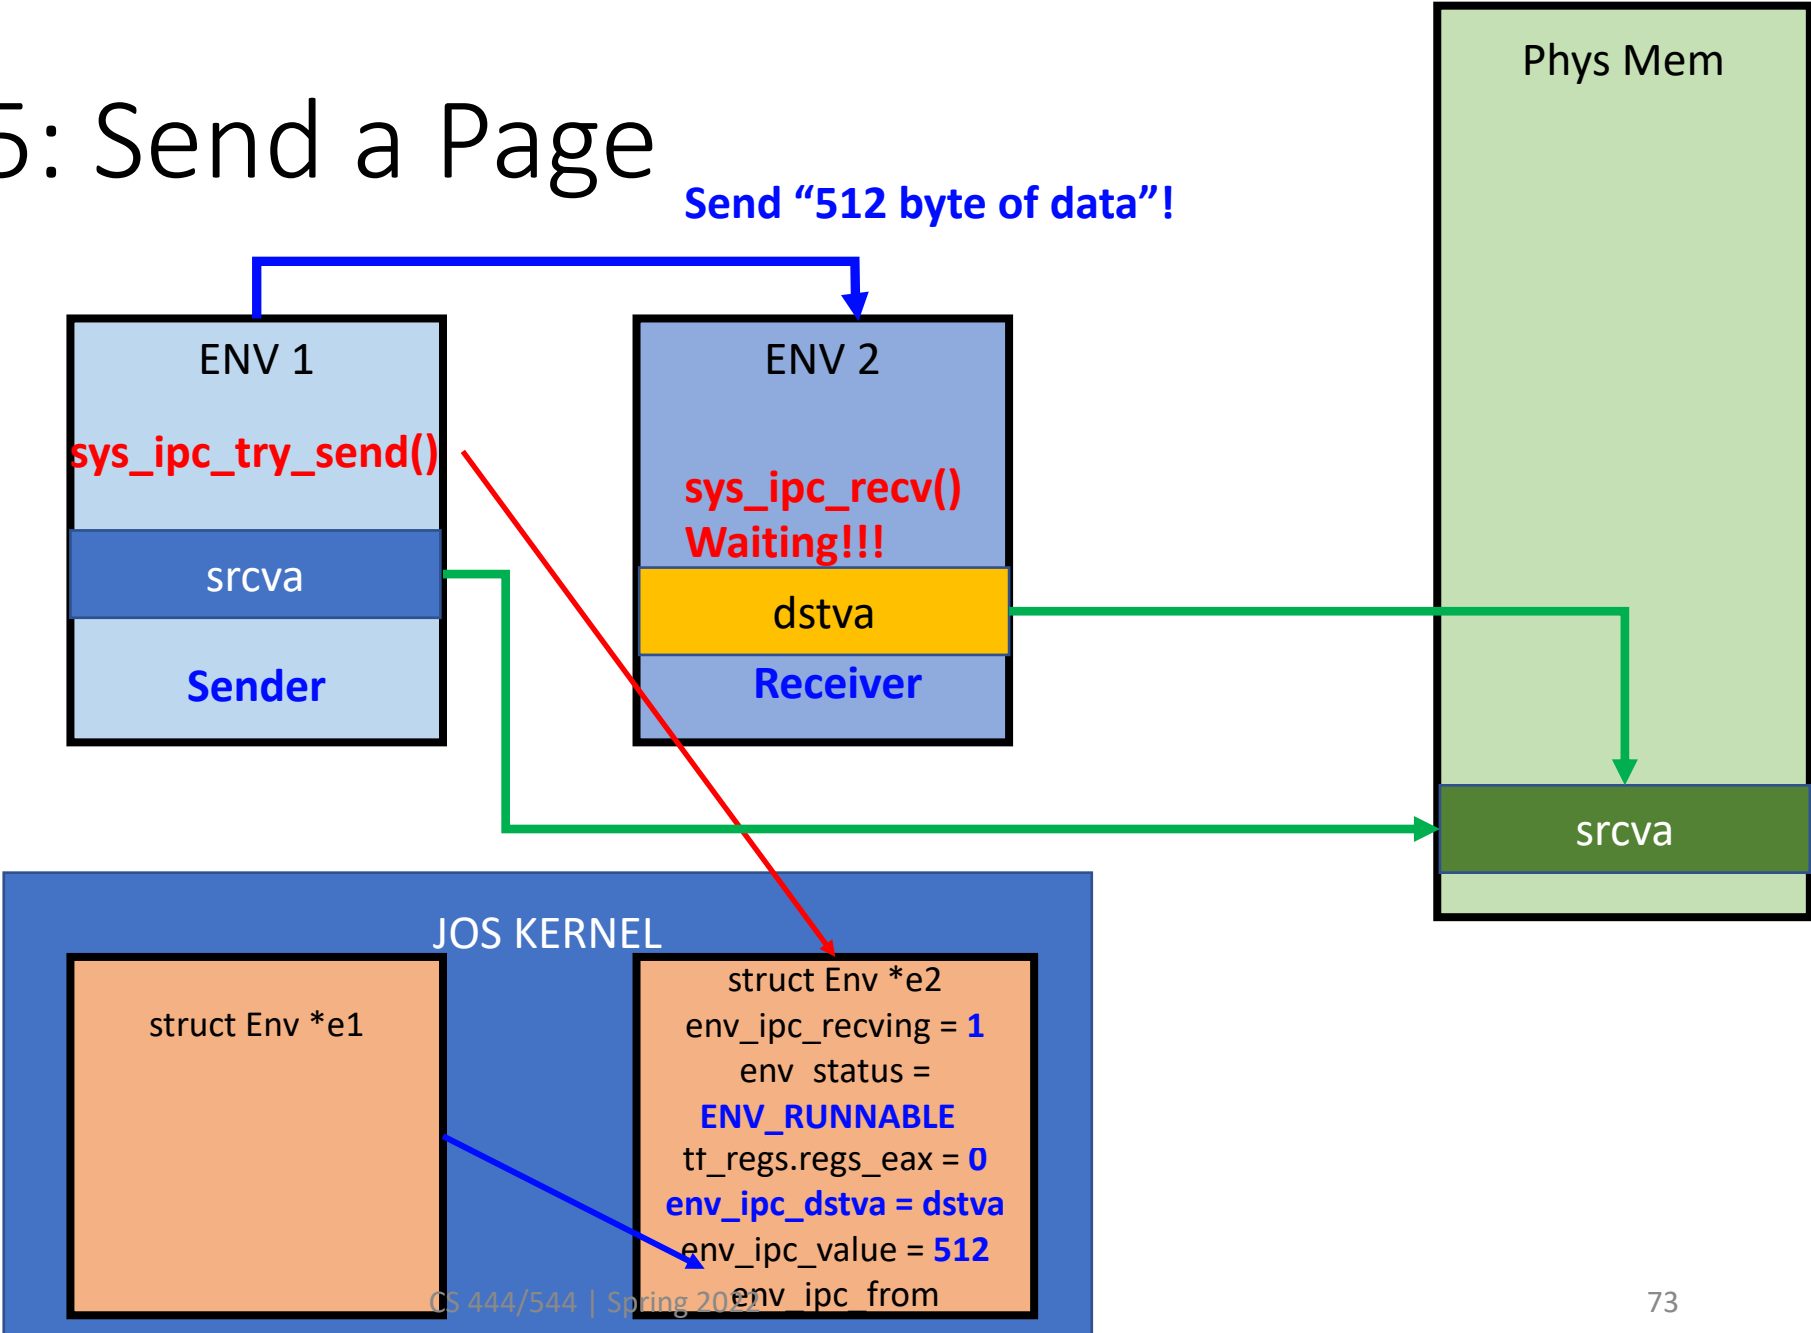 5: Send a Page
Send “512 byte of data”!
Phys Mem
ENV 1
sys_ipc_try_send()
srcva
Sender
ENV 2
sys_ipc_recv()
Waiting!!!
dstva
Receiver
srcva
JOS KERNEL
struct Env *e1
struct Env *e2
env_ipc_recving = 1
env_status =
ENV_RUNNABLE
tf_regs.regs_eax = 0
env_ipc_dstva = dstva
env_ipc_value = 512
env_ipc_from
CS 444/544 | Spring 2022
73